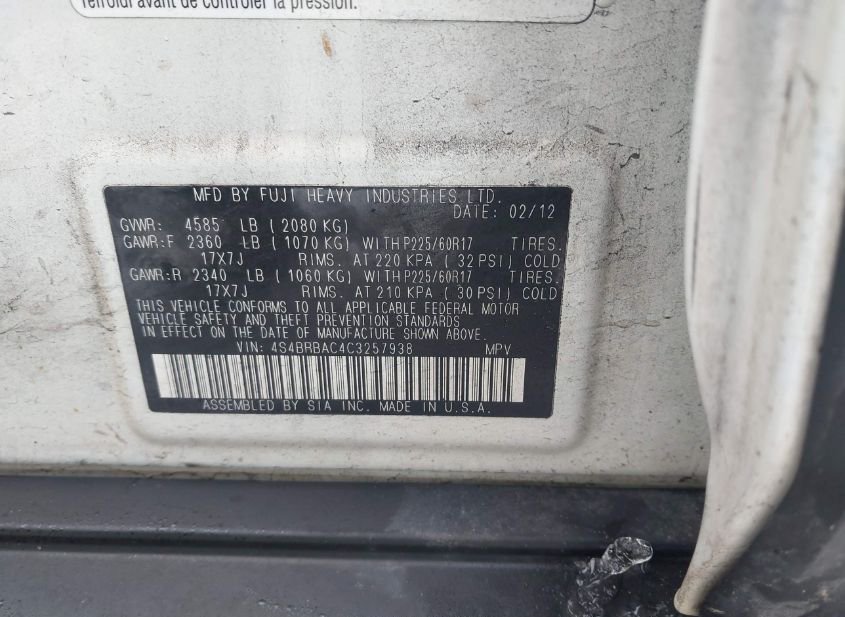 refroidi avant de contrôler la pression.
MFD BY FUJI HEAVY INDUSTRIES LTD.
DATE: 02/12
GVWR: 4585 LB ( 2080 KG)
GAWR:F 2360 LB ( 1070 KG) WITH P225/60R17 TIRES.
17X7J RIMS. AT 220 KPA ( 32 PSI) COLD
GAWR:R 2340 LB ( 1060 KG) WITH P225/60R17 TIRES.
17X7J RIMS. AT 210 KPA ( 30 PSI) COLD
THIS VEHICLE CONFORMS TO ALL APPLICABLE FEDERAL MOTOR
VEHICLE SAFETY AND THEFT PREVENTION STANDARDS
IN EFFECT ON THE DATE OF MANUFACTURE SHOWN ABOVE.
VIN: 4S4BRBAC4C3257938 MPV
ASSEMBLED BY SIA INC. MADE IN U.S.A.